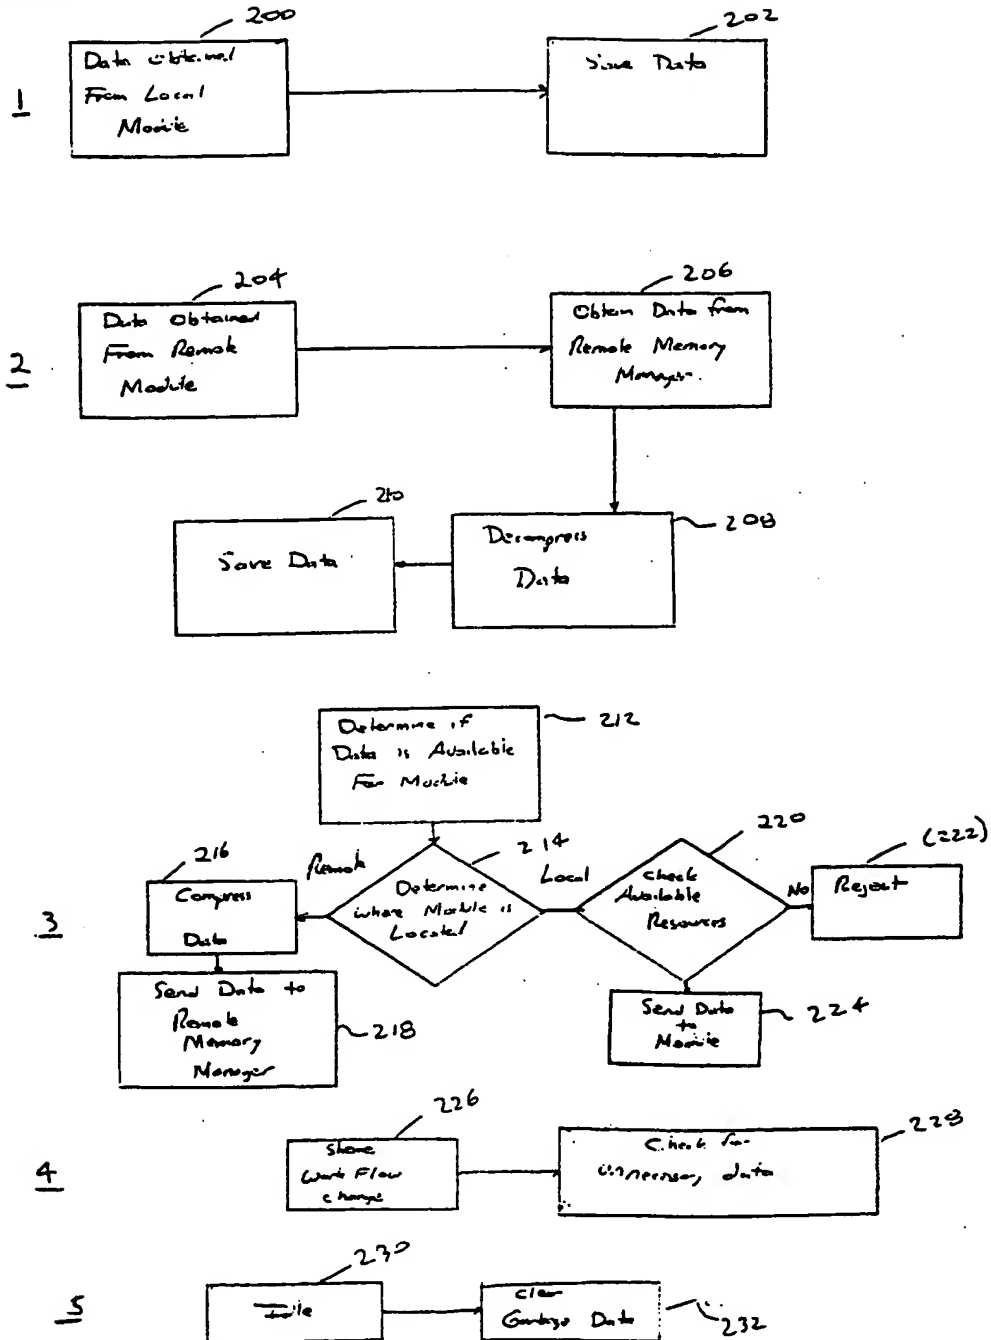 200
202
Data obtained
From Local
Module
Save Data
1
204
206
Data Obtained
From Remote
Module
Obtain Data from
Remote Memory
Manager.
2
210
Save Data
Decompress
Data
208
Determine if
Data is Available
For Module
212
216
Remote
214
Local
220
(222)
Compress
Data
Determine
where Module is
Located
Check
Available
Resources
No
Reject
3
Send Data to
Remote
Memory
Manager
218
Send Data
to
Module
224
226
228
Work Flow
change
Check for
unnecessary data
4
230
Idle
Clear
Garbage Data
232
5